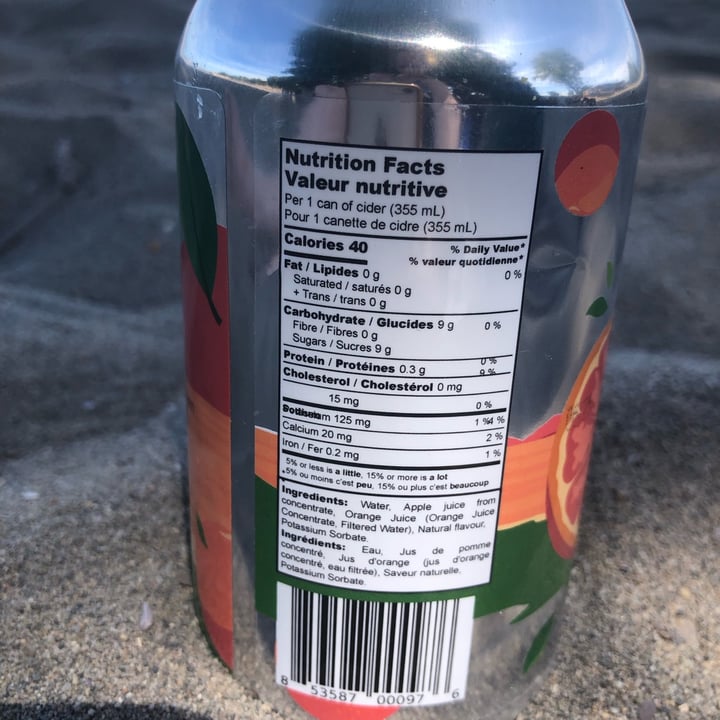 Nutrition Facts
Valeur nutritive
Per 1 can of cider (355 mL)
Pour 1 canette de cidre (355 mL)
Calories 40 % Daily Value*
% valeur quotidienne*
Fat / Lipides 0 g 0 %
Saturated / saturés 0 g
+ Trans / trans 0 g
Carbohydrate / Glucides 9 g 0 %
Fibre / Fibres 0 g 0 %
Sugars / Sucres 9 g 9 %
Protein / Protéines 0.3 g
Cholesterol / Cholestérol 0 mg
15 mg 0 %
125 mg 1 % 4 %
Calcium 20 mg 2 %
Iron / Fer 0.2 mg 1 %
5% or less is a little, 15% or more is a lot
*5% ou moins c'est peu, 15% ou plus c'est beaucoup
Ingredients: Water, Apple juice from
concentrate, Orange Juice (Orange Juice
Concentrate, Filtered Water), Natural flavour,
Potassium Sorbate.
Ingrédients: Eau, Jus de pomme
concentré, Jus d'orange (jus d'orange
concentré, eau filtrée), Saveur naturelle,
Potassium Sorbate.
8 53587 00097 6